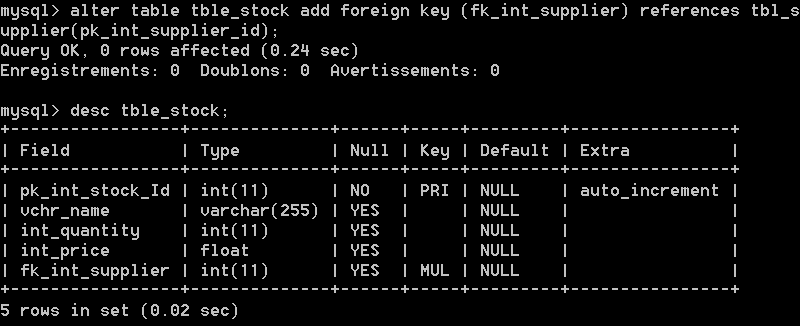 mysql> alter table tble_stock add foreign key (fk_int_supplier) references tbl_s
upplier(pk_int_supplier_id);
Query OK, 0 rows affected (0.24 sec)
Enregistrements: 0  Doublons: 0  Avertissements: 0

mysql> desc tble_stock;
+-----------------+--------------+------+-----+---------+----------------+
| Field           | Type         | Null | Key | Default | Extra          |
+-----------------+--------------+------+-----+---------+----------------+
| pk_int_stock_Id | int(11)      | NO   | PRI | NULL    | auto_increment |
| vchr_name       | varchar(255) | YES  |     | NULL    |                |
| int_quantity    | int(11)      | YES  |     | NULL    |                |
| int_price       | float        | YES  |     | NULL    |                |
| fk_int_supplier | int(11)      | YES  | MUL | NULL    |                |
+-----------------+--------------+------+-----+---------+----------------+
5 rows in set (0.02 sec)